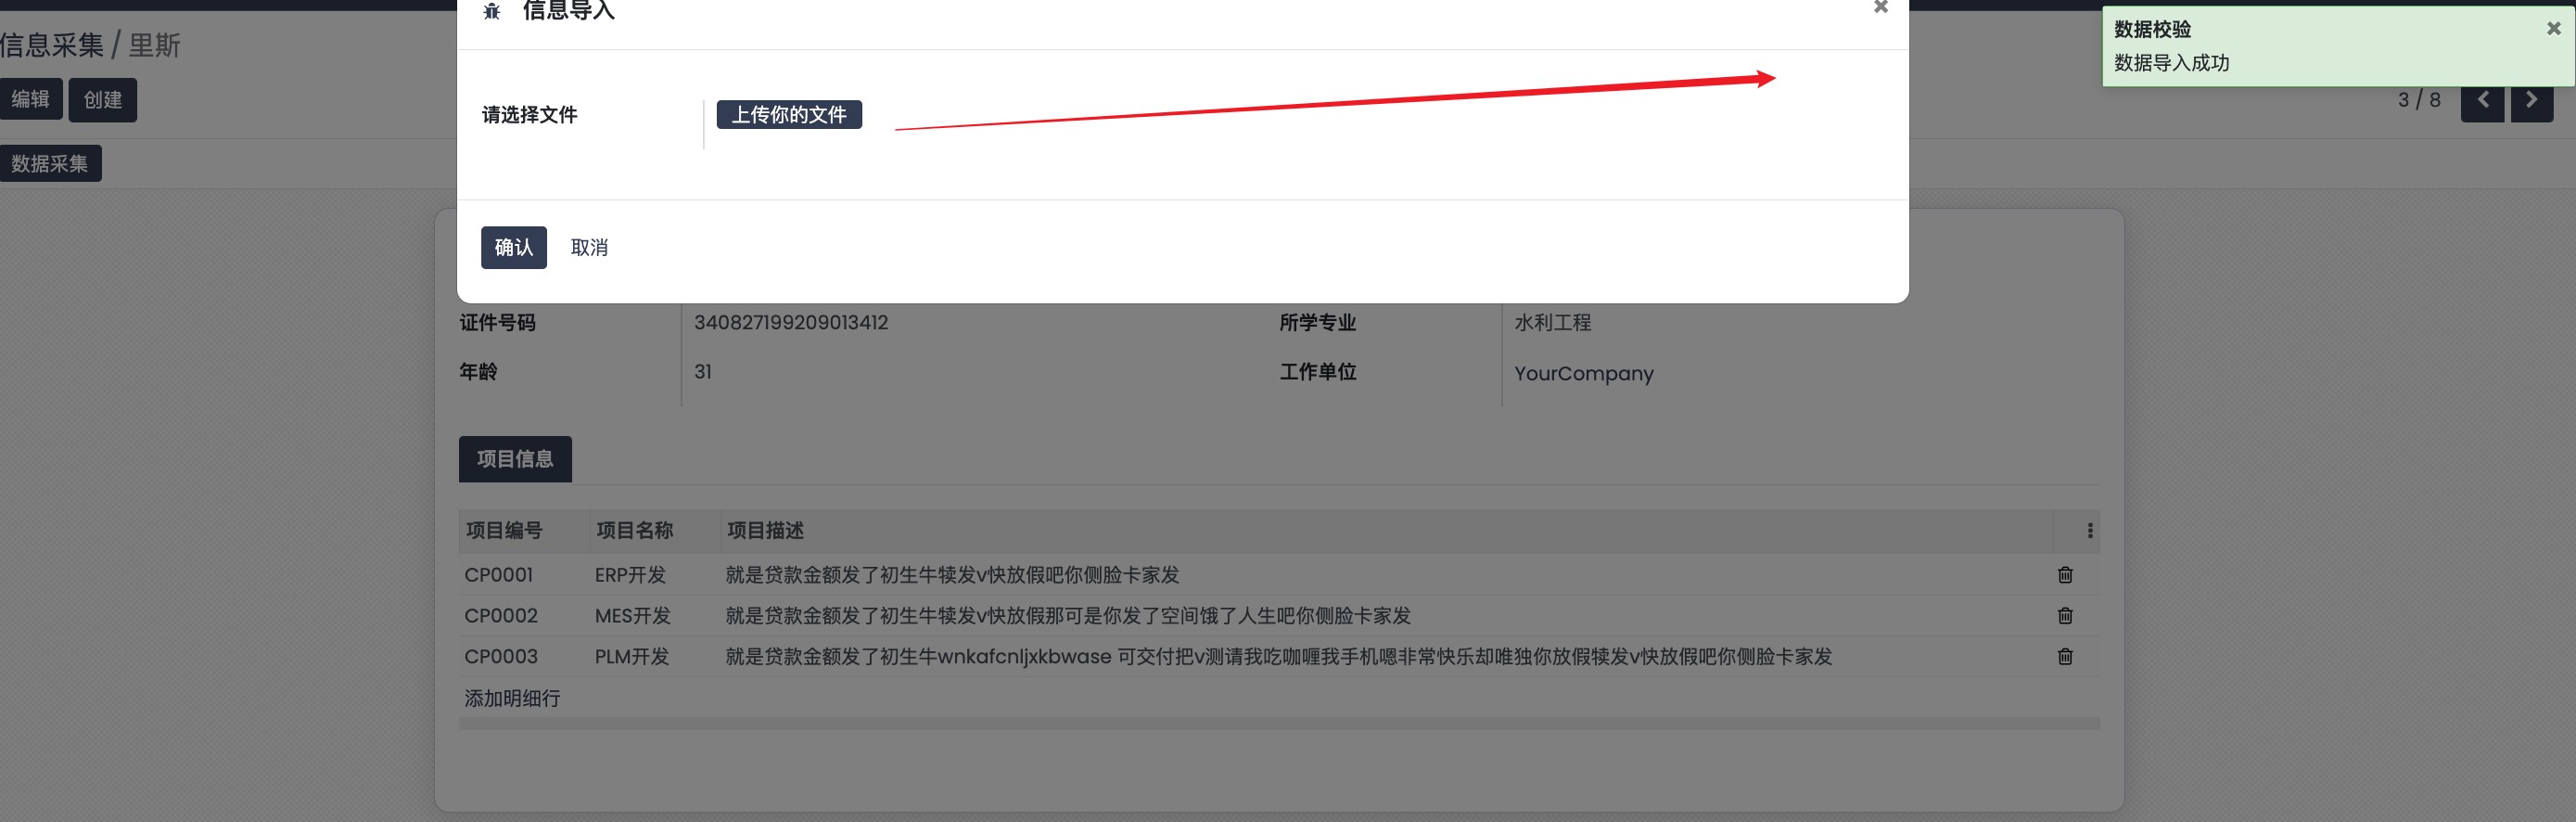 信息导入
数据校验
数据导入成功
信息采集 / 里斯
编辑 创建
3 / 8
请选择文件 上传你的文件
数据采集
确认 取消
证件号码 340827199209013412 所学专业 水利工程
年龄 31 工作单位 YourCompany
项目信息
项目编号 项目名称 项目描述
CP0001 ERP开发 就是贷款金额发了初生牛犊发v快放假吧你侧脸卡家发
CP0002 MES开发 就是贷款金额发了初生牛犊发v快放假那可是你发了空间饿了人生吧你侧脸卡家发
CP0003 PLM开发 就是贷款金额发了初生牛wnkafcnljxkbwase 可交付把v测请我吃咖喱我手机嗯非常快乐却唯独你放假犊发v快放假吧你侧脸卡家发
添加明细行